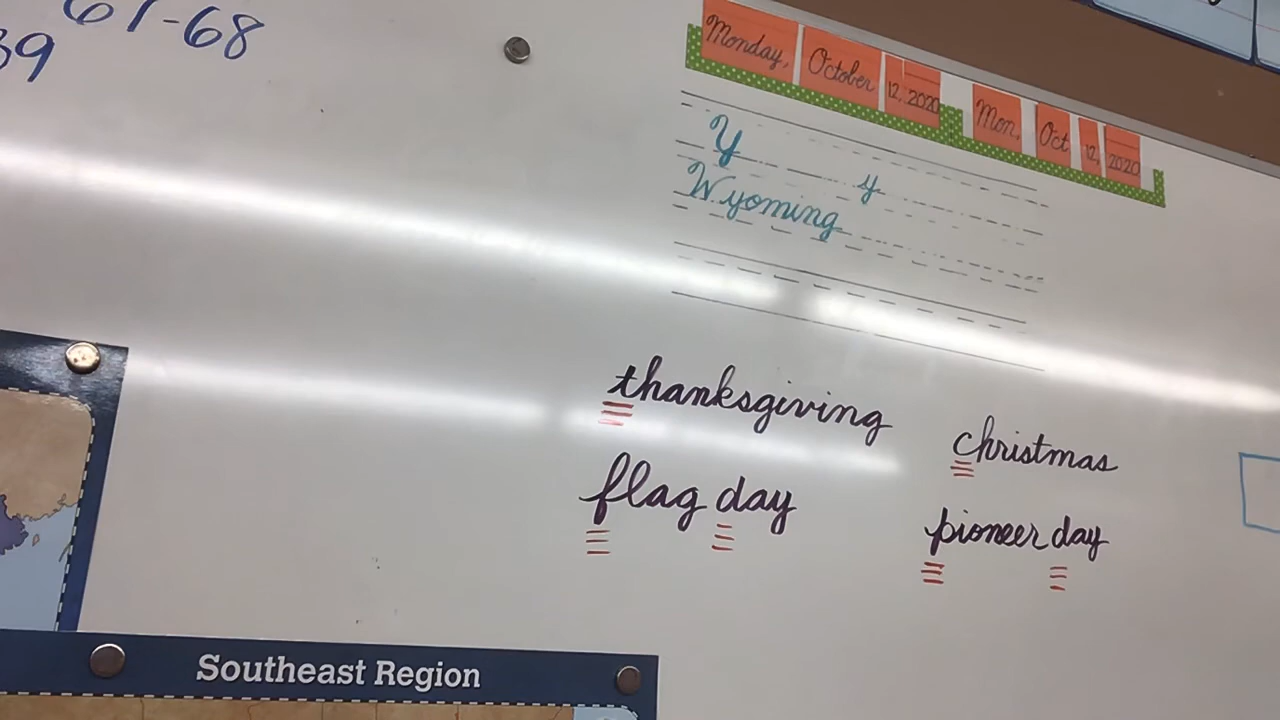 67-68
39
Monday, October 12, 2020
Mon, Oct 12, 2020
Y y
Wyoming
thanksgiving
christmas
flag day
pioneer day
Southeast Region